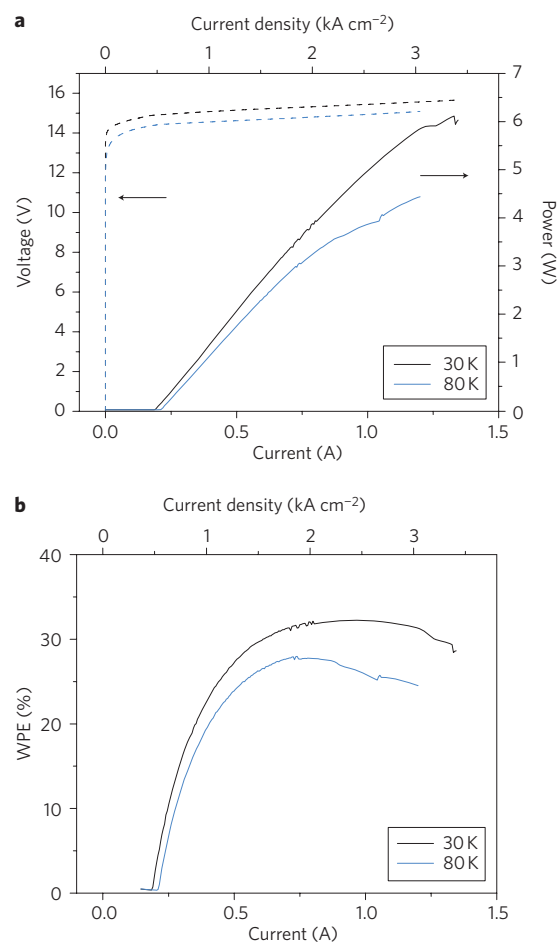 a
Current density (kA cm⁻²)
0 1 2 3
16
14
12
10
8
6
4
2
0
Voltage (V)
7
6
5
4
3
2
1
0
Power (W)
30 K
80 K
0.0 0.5 1.0 1.5
Current (A)
b
Current density (kA cm⁻²)
0 1 2 3
40
30
20
10
0
WPE (%)
30 K
80 K
0.0 0.5 1.0 1.5
Current (A)